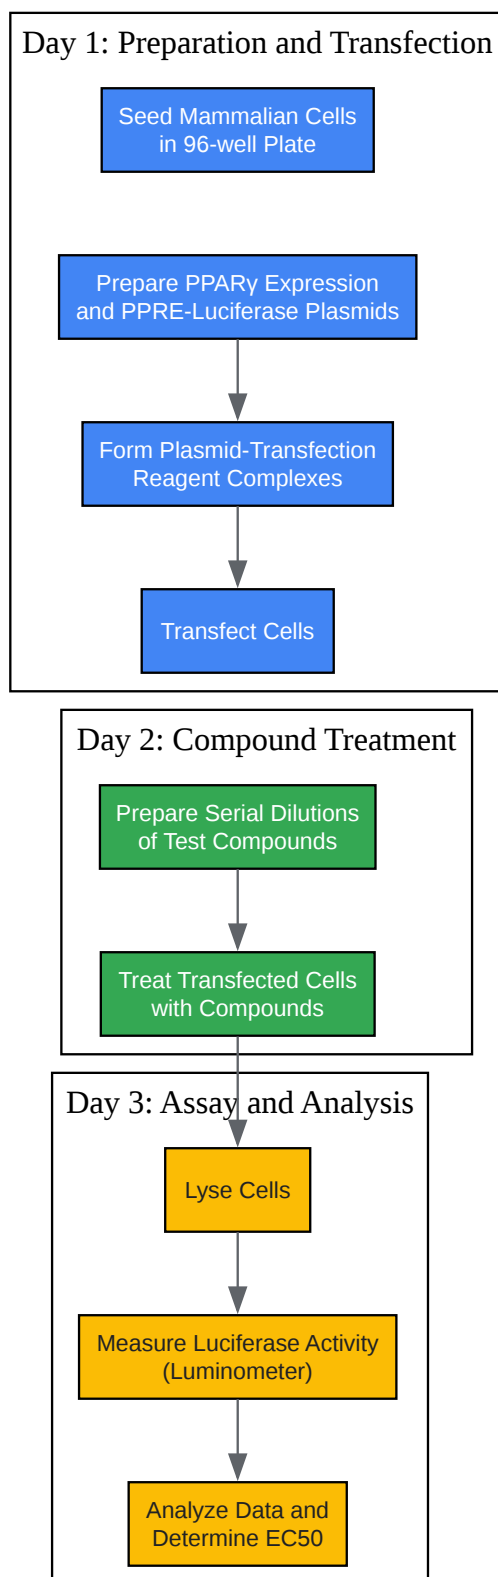 Day 1: Preparation and Transfection
Seed Mammalian Cells
in 96-well Plate
Prepare PPARγ Expression
and PPRE-Luciferase Plasmids
Form Plasmid-Transfection
Reagent Complexes
Transfect Cells
Day 2: Compound Treatment
Prepare Serial Dilutions
of Test Compounds
Treat Transfected Cells
with Compounds
Day 3: Assay and Analysis
Lyse Cells
Measure Luciferase Activity
(Luminometer)
Analyze Data and
Determine EC50